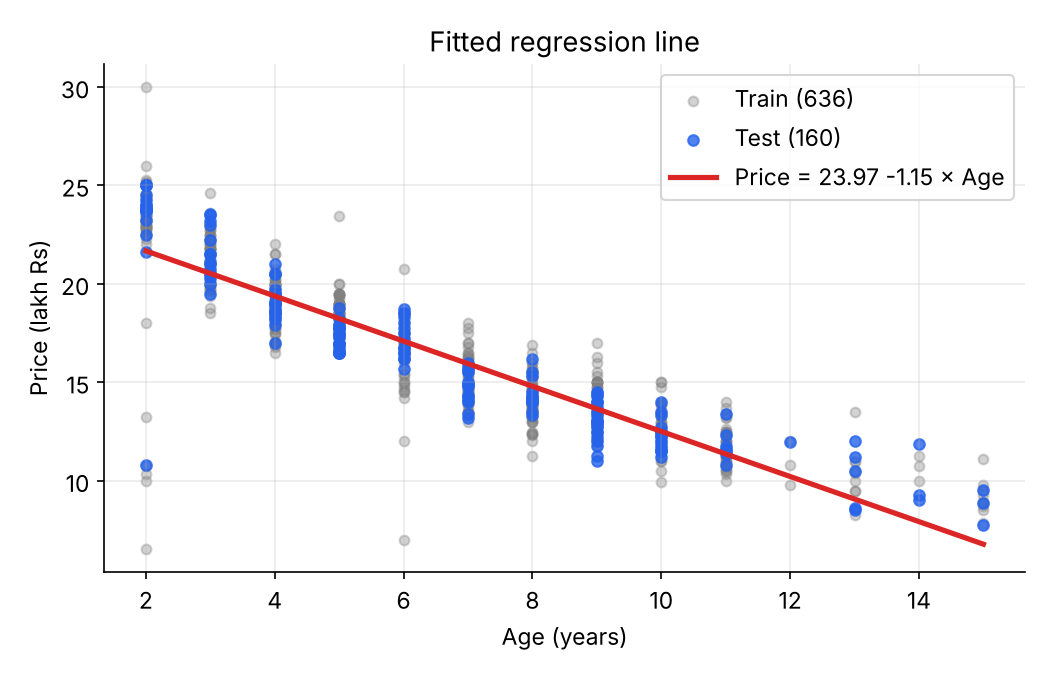 Fitted regression line
Train (636)
Test (160)
Price = 23.97 -1.15 × Age
Price (lakh Rs)
30
25
20
15
10
2 4 6 8 10 12 14
Age (years)